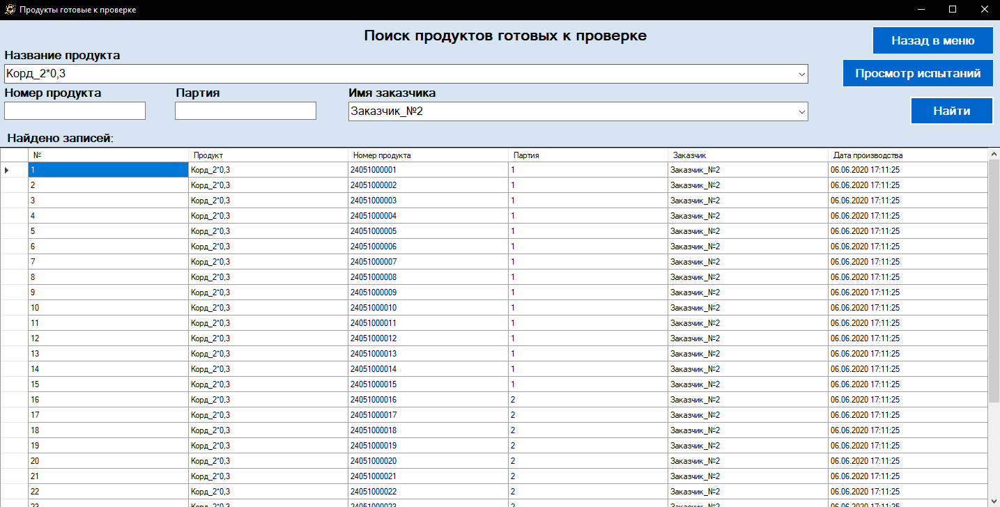 Продукты готовые к проверке
Поиск продуктов готовых к проверке
Назад в меню
Название продукта
Корд_2*0,3
Просмотр испытаний
Номер продукта Партия Имя заказчика
Заказчик_№2
Найти
Найдено записей:
№ Продукт Номер продукта Партия Заказчик Дата производства
1 Корд_2*0,3 24051000001 1 Заказчик_№2 06.06.2020 17:11:25
2 Корд_2*0,3 24051000002 1 Заказчик_№2 06.06.2020 17:11:25
3 Корд_2*0,3 24051000003 1 Заказчик_№2 06.06.2020 17:11:25
4 Корд_2*0,3 24051000004 1 Заказчик_№2 06.06.2020 17:11:25
5 Корд_2*0,3 24051000005 1 Заказчик_№2 06.06.2020 17:11:25
6 Корд_2*0,3 24051000006 1 Заказчик_№2 06.06.2020 17:11:25
7 Корд_2*0,3 24051000007 1 Заказчик_№2 06.06.2020 17:11:25
8 Корд_2*0,3 24051000008 1 Заказчик_№2 06.06.2020 17:11:25
9 Корд_2*0,3 24051000009 1 Заказчик_№2 06.06.2020 17:11:25
10 Корд_2*0,3 24051000010 1 Заказчик_№2 06.06.2020 17:11:25
11 Корд_2*0,3 24051000011 1 Заказчик_№2 06.06.2020 17:11:25
12 Корд_2*0,3 24051000012 1 Заказчик_№2 06.06.2020 17:11:25
13 Корд_2*0,3 24051000013 1 Заказчик_№2 06.06.2020 17:11:25
14 Корд_2*0,3 24051000014 1 Заказчик_№2 06.06.2020 17:11:25
15 Корд_2*0,3 24051000015 1 Заказчик_№2 06.06.2020 17:11:25
16 Корд_2*0,3 24051000016 2 Заказчик_№2 06.06.2020 17:11:25
17 Корд_2*0,3 24051000017 2 Заказчик_№2 06.06.2020 17:11:25
18 Корд_2*0,3 24051000018 2 Заказчик_№2 06.06.2020 17:11:25
19 Корд_2*0,3 24051000019 2 Заказчик_№2 06.06.2020 17:11:25
20 Корд_2*0,3 24051000020 2 Заказчик_№2 06.06.2020 17:11:25
21 Корд_2*0,3 24051000021 2 Заказчик_№2 06.06.2020 17:11:25
22 Корд_2*0,3 24051000022 2 Заказчик_№2 06.06.2020 17:11:25
23 Корд_2*0,3 24051000023 2 Заказчик_№2 06.06.2020 17:11:25